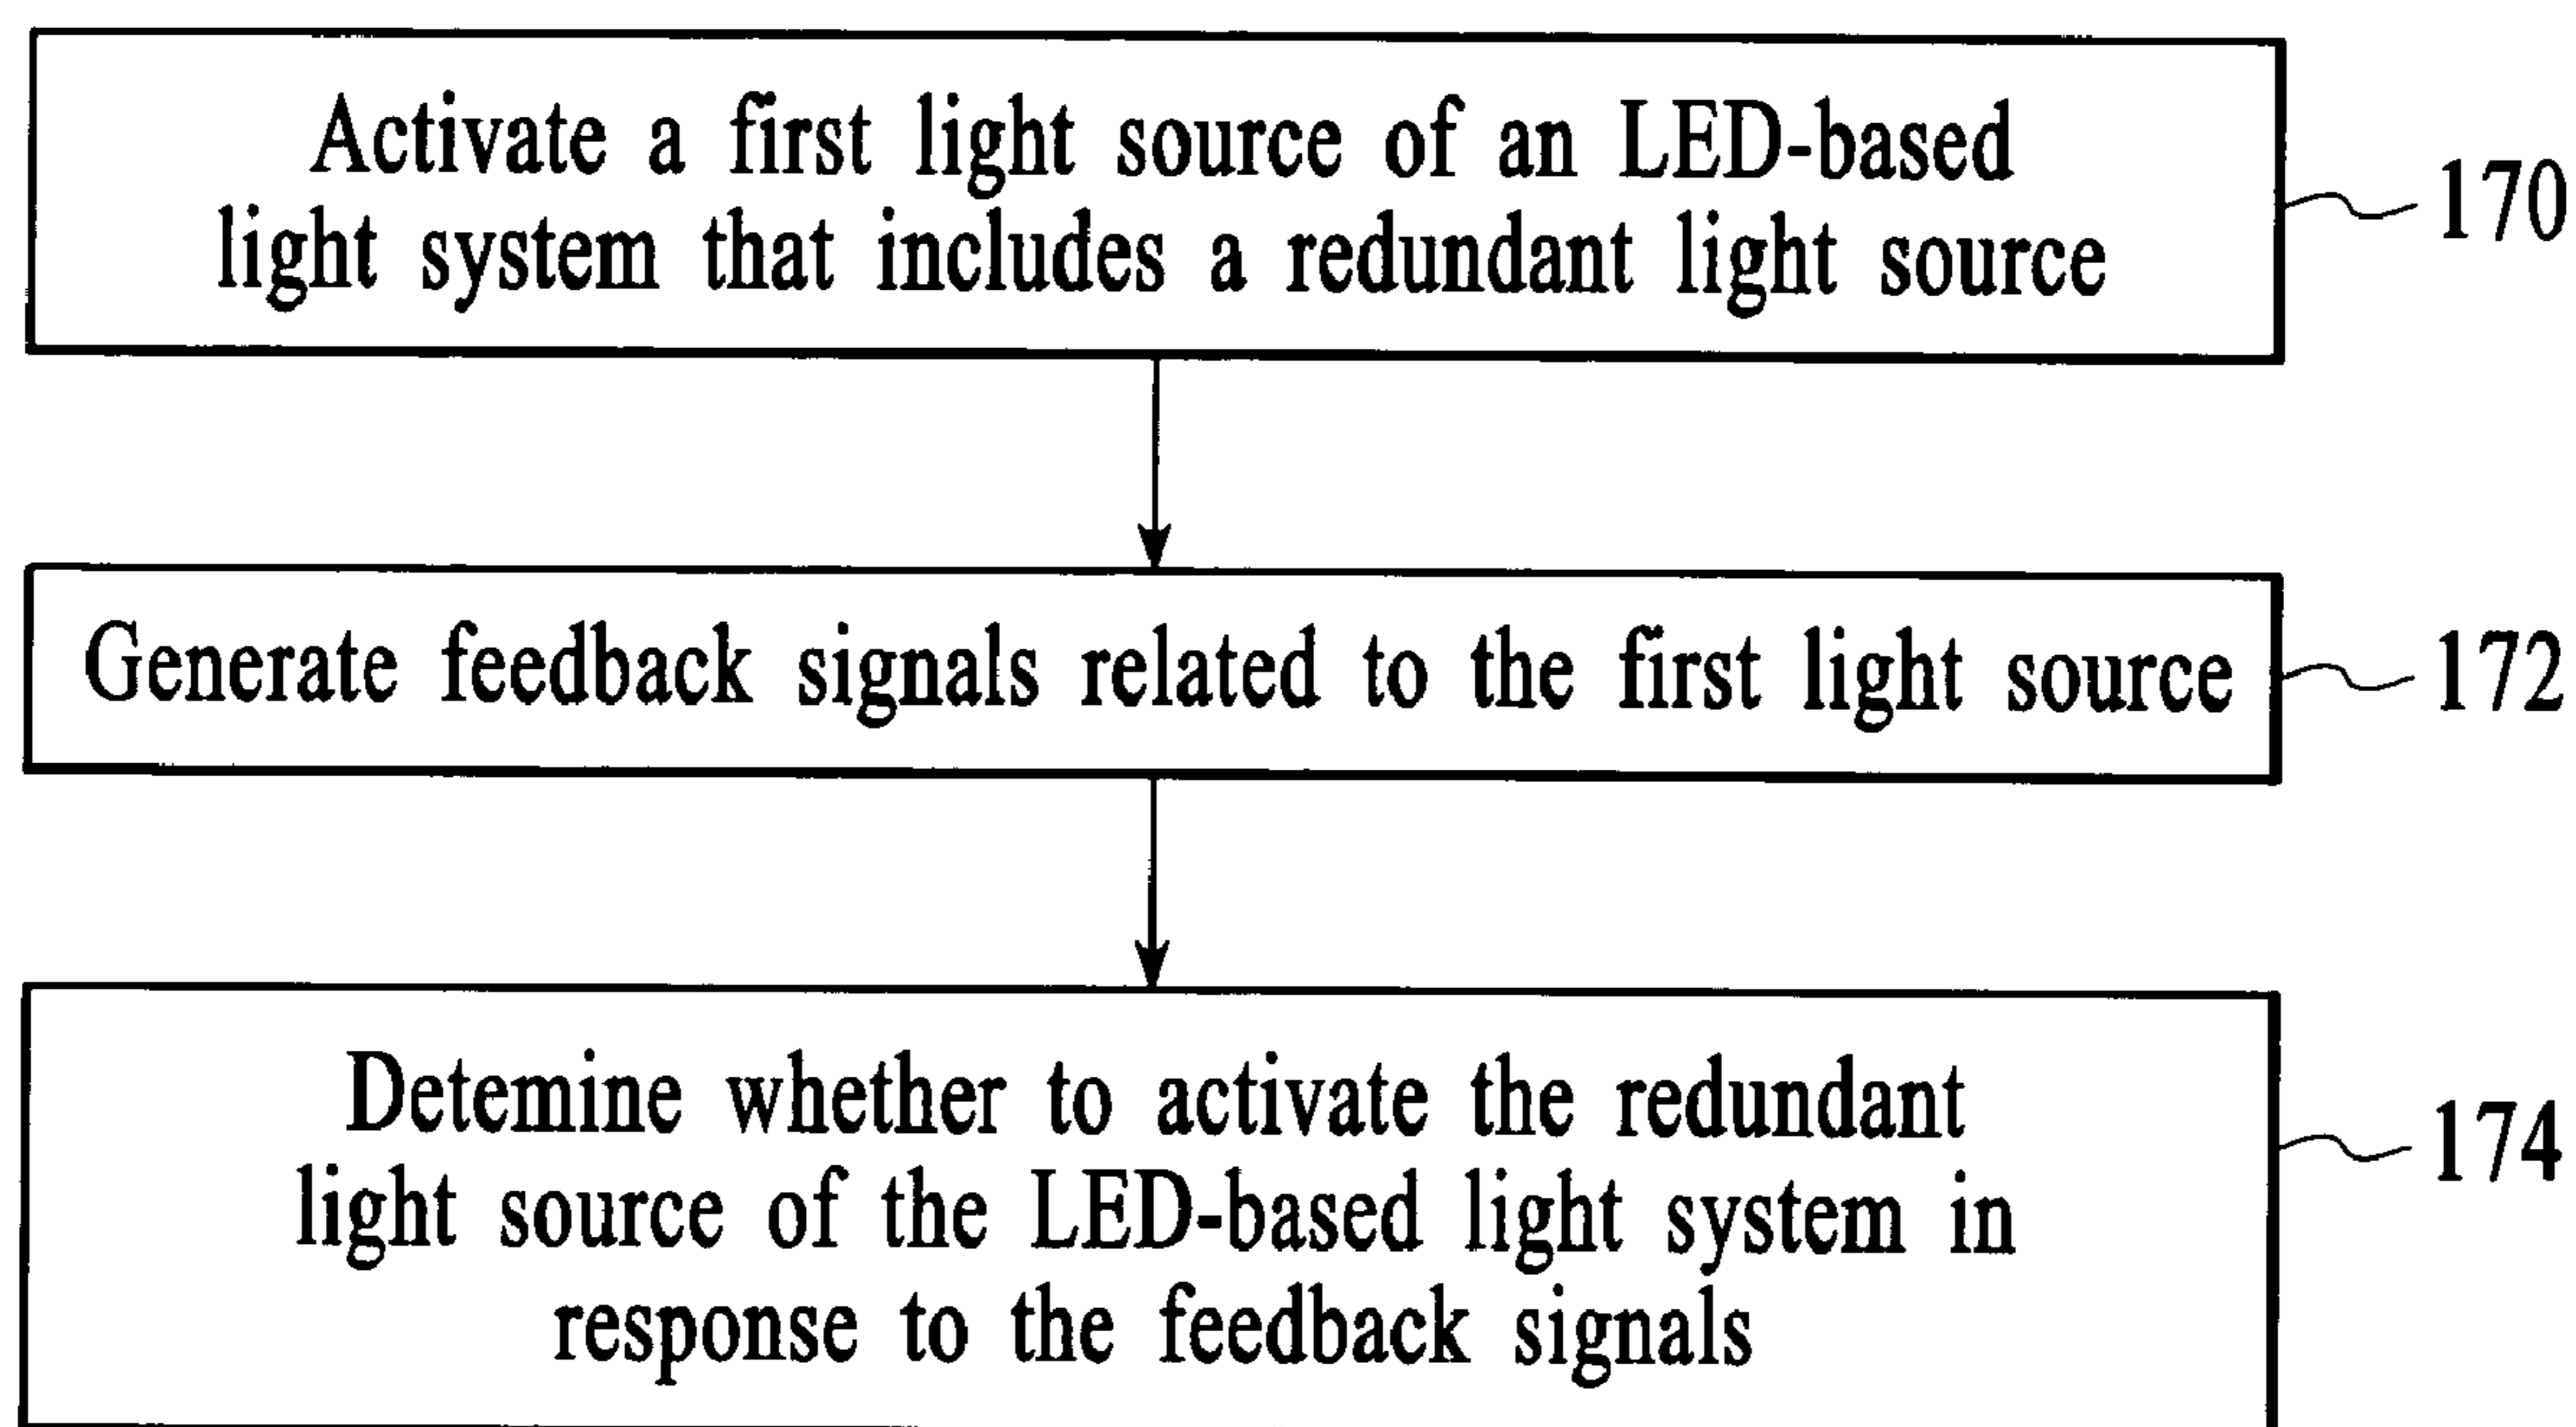 Activate a first light source of an LED-based
light system that includes a redundant light source
170
Generate feedback signals related to the first light source
172
Detemine whether to activate the redundant
light source of the LED-based light system in
response to the feedback signals
174